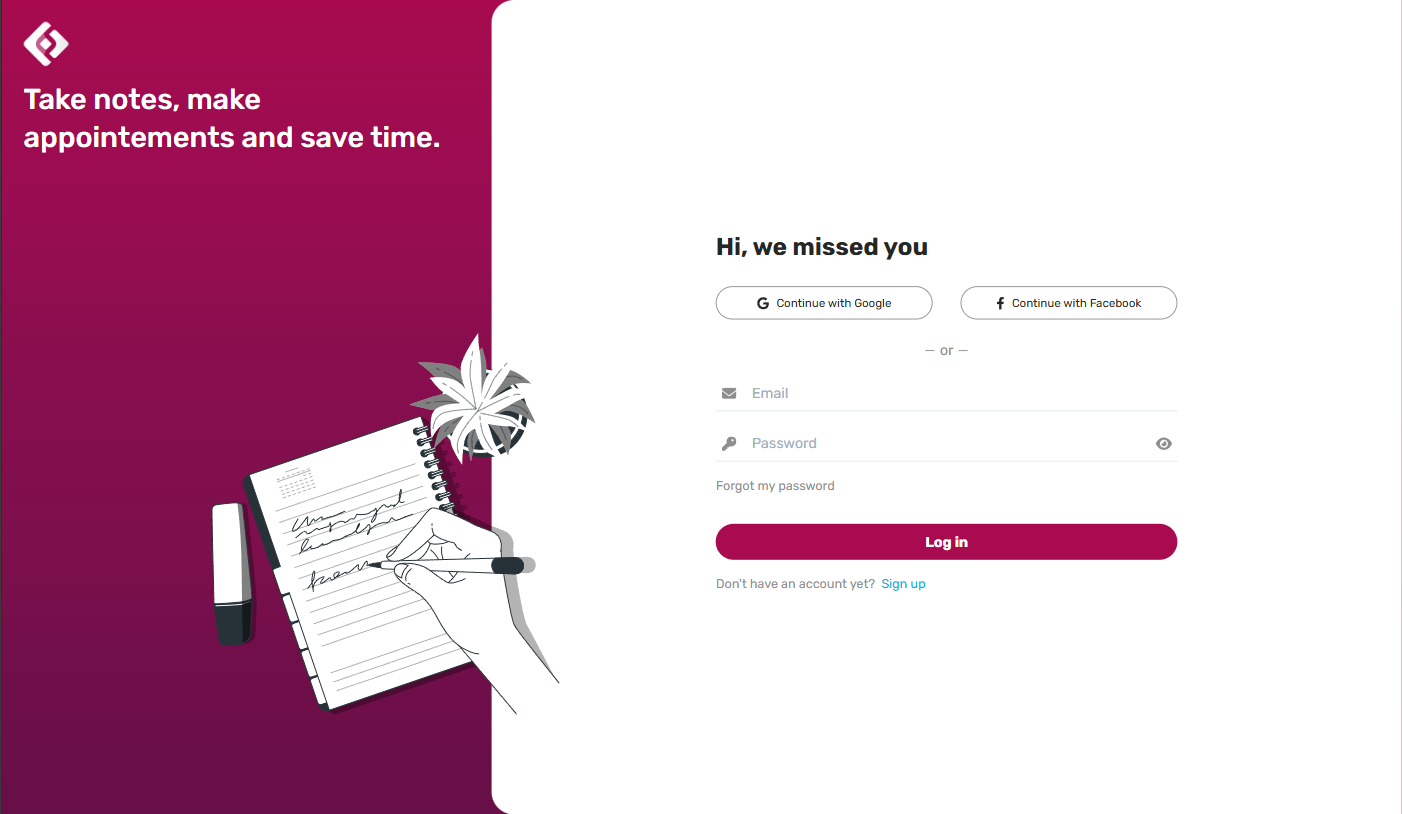 Take notes, make
appointements and save time.
Hi, we missed you
Continue with Google
Continue with Facebook
— or —
Email
Password
Forgot my password
Log in
Don't have an account yet? Sign up